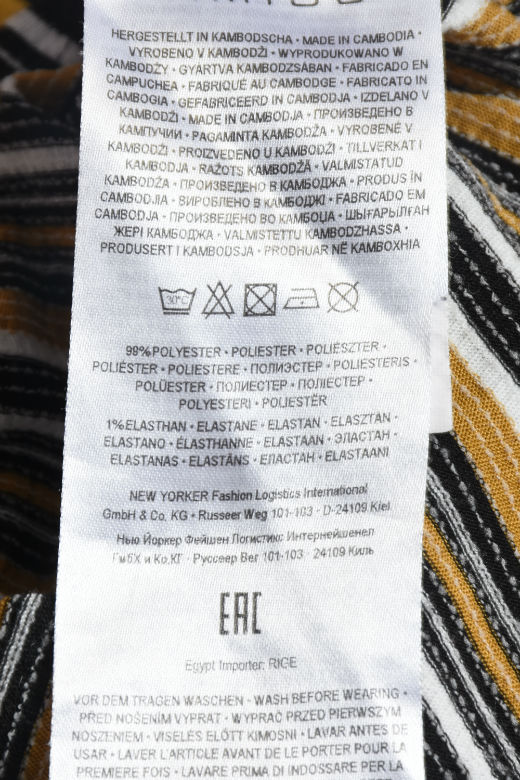 HERGESTELLT IN KAMBODSCHA • MADE IN CAMBODIA •
VYROBENO V KAMBODŽI • WYPRODUKOWANO W
KAMBODŻY • GYÁRTVA KAMBODZSÁBAN • FABRICADO EN
CAMPUCHEA • FABRIQUÉ AU CAMBODGE • FABRICATO IN
CAMBOGIA • GEFABRICEERD IN CAMBODJA • IZDELANO V
KAMBODŽI • MADE IN CAMBODJA • ПРОИЗВЕДЕНО В
КАМПУЧИИ • PAGAMINTA KAMBODŽA • VYROBENÉ V
KAMBODŽI • PROIZVEDENO U KAMBODŽI • TILLVERKAT I
KAMBODJA • RAŽOTS KAMBODŽĀ • VALMISTATUD
KAMBODŽA • ПРОИЗВЕДЕНО В КАМБОДЖА • PRODUS ÎN
CAMBODJIA • ВИРОБЛЕНО В КАМБОДЖІ • FABRICADO EM
CAMBODJA • ПРОИЗВЕДЕНО ВО КАМБОЏА • ШЫҒАРЫЛҒАН
ЖЕРІ КАМБОДЖА • VALMISTETTU KAMBODZHASSA •
PRODUSERT I KAMBODSJA • PRODHUAR NË KAMBOXHIA
30°C
99%POLYESTER • POLIESTER • POLIÉSZTER •
POLIÉSTER • POLIESTERE • ПОЛИЭСТЕР • POLIESTERIS •
POLÜESTER • ПОЛИЕСТЕР • ПОЛІЕСТЕР •
POLYESTERI • POLIESTËR
1%ELASTHAN • ELASTANE • ELASTAN • ELASZTAN •
ELASTANO • ÉLASTHANNE • ELASTAAN • ЭЛАСТАН •
ELASTANAS • ELASTĀNS • ЕЛАСТАН • ELASTAANI
NEW YORKER Fashion Logistics International
GmbH & Co. KG • Russeer Weg 101-103 • D-24109 Kiel
Нью Йоркер Фейшен Логистикс Интернейшенел
ГмбХ и Ко.КГ • Руссеер Вег 101-103 • 24109 Киль
EAC
Egypt Importer: RICE
VOR DEM TRAGEN WASCHEN • WASH BEFORE WEARING •
PŘED NOŠENÍM VYPRAT • WYPRAĆ PRZED PIERWSZYM
NOSZENIEM • VISELÉS ELŐTT KIMOSNI • LAVAR ANTES DE
USAR • LAVER L'ARTICLE AVANT DE LE PORTER POUR LA
PREMIERE FOIS • LAVARE PRIMA DI INDOSSARE PER LA